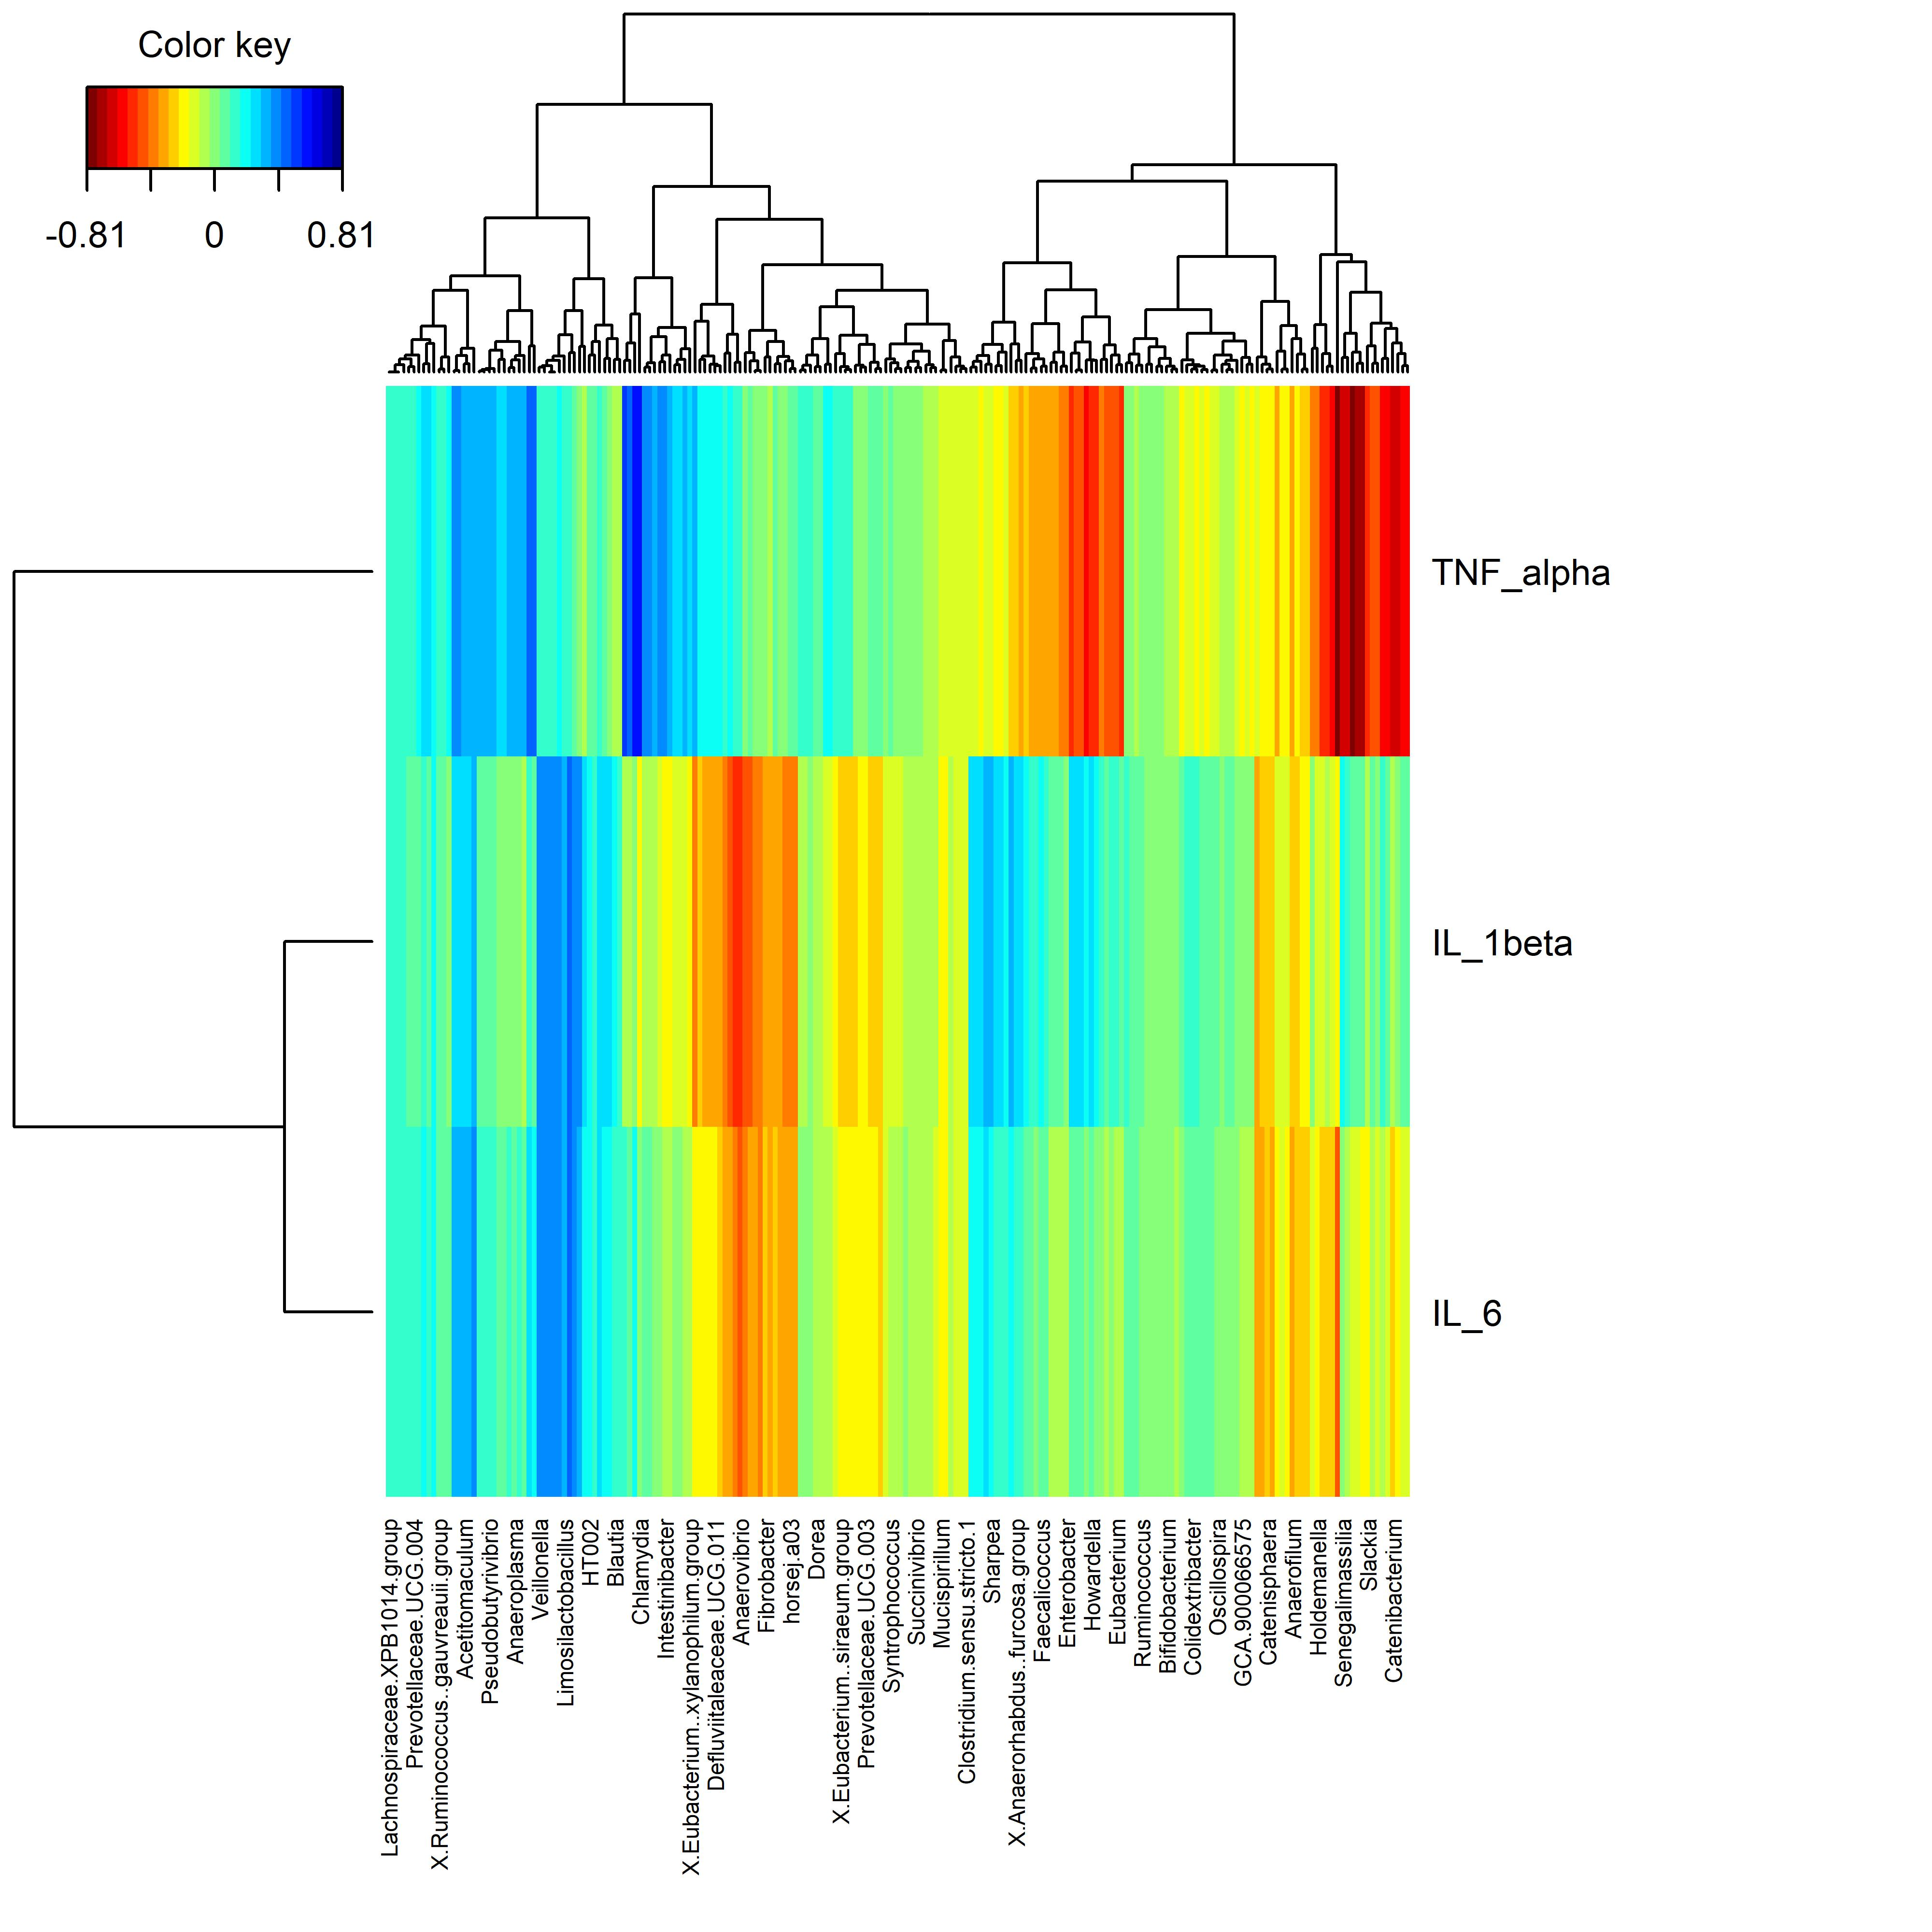 Color key
-0.81 0 0.81
TNF_alpha
IL_1beta
IL_6
Lachnospiraceae.XPB1014.group
Prevotellaceae.UCG.004
X.Ruminococcus..gauvreauii.group
Acetitomaculum
Pseudobutyrivibrio
Anaeroplasma
Veillonella
Limosilactobacillus
HT002
Blautia
Chlamydia
Intestinibacter
X.Eubacterium..xylanophilum.group
Defluviitaleaceae.UCG.011
Anaerovibrio
Fibrobacter
horsej.a03
Dorea
X.Eubacterium..siraeum.group
Prevotellaceae.UCG.003
Syntrophococcus
Succinivibrio
Mucispirillum
Clostridium.sensu.stricto.1
Sharpea
X.Anaerorhabdus..furcosa.group
Faecalicoccus
Enterobacter
Howardella
Eubacterium
Ruminococcus
Bifidobacterium
Colidextribacter
Oscillospira
GCA.900066575
Catenisphaera
Anaerofilum
Holdemanella
Senegalimassilia
Slackia
Catenibacterium